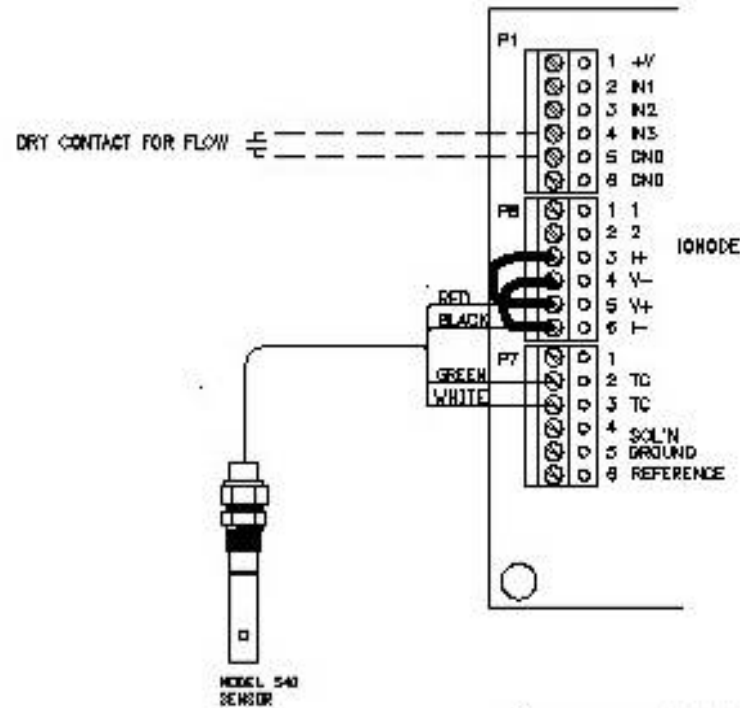 P1
1 +V
2 IN1
3 IN2
DRY CONTACT FOR FLOW
4 IN3
5 GND
6 GND
P6
1 1
2 2
IONODE
3 I+
4 V-
RED
5 V+
BLACK
6 I-
P7
1
GREEN
2 TC
WHITE
3 TC
4
SOL'N
5 GROUND
6 REFERENCE
MODEL
SENSOR